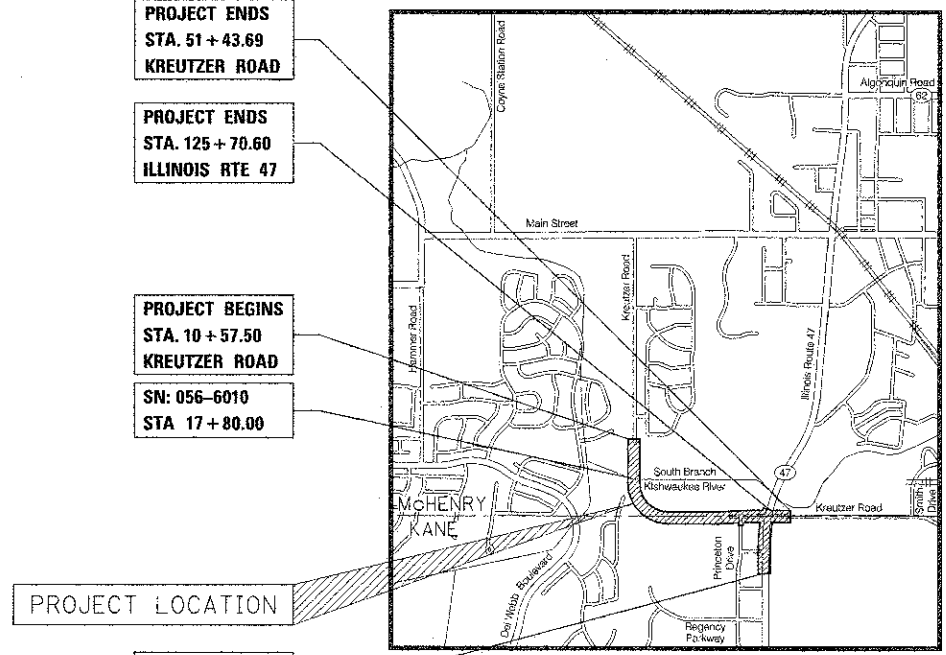 PROJECT ENDS
STA. 51+43.69
KREUTZER ROAD
PROJECT ENDS
STA. 125+70.60
ILLINOIS RTE 47
PROJECT BEGINS
STA. 10+57.50
KREUTZER ROAD
SN: 056-6010
STA 17+80.00
PROJECT LOCATION
Coyne Station Road
Algonquin Road
62
Main Street
Kreutzer Road
Hemmer Road
Illinois Route 47
47
South Branch
Kishwaukee River
Kreutzer Road
Smith Drive
McHENRY
KANE
Princeton Drive
Del Webb Boulevard
Regency
Parkway